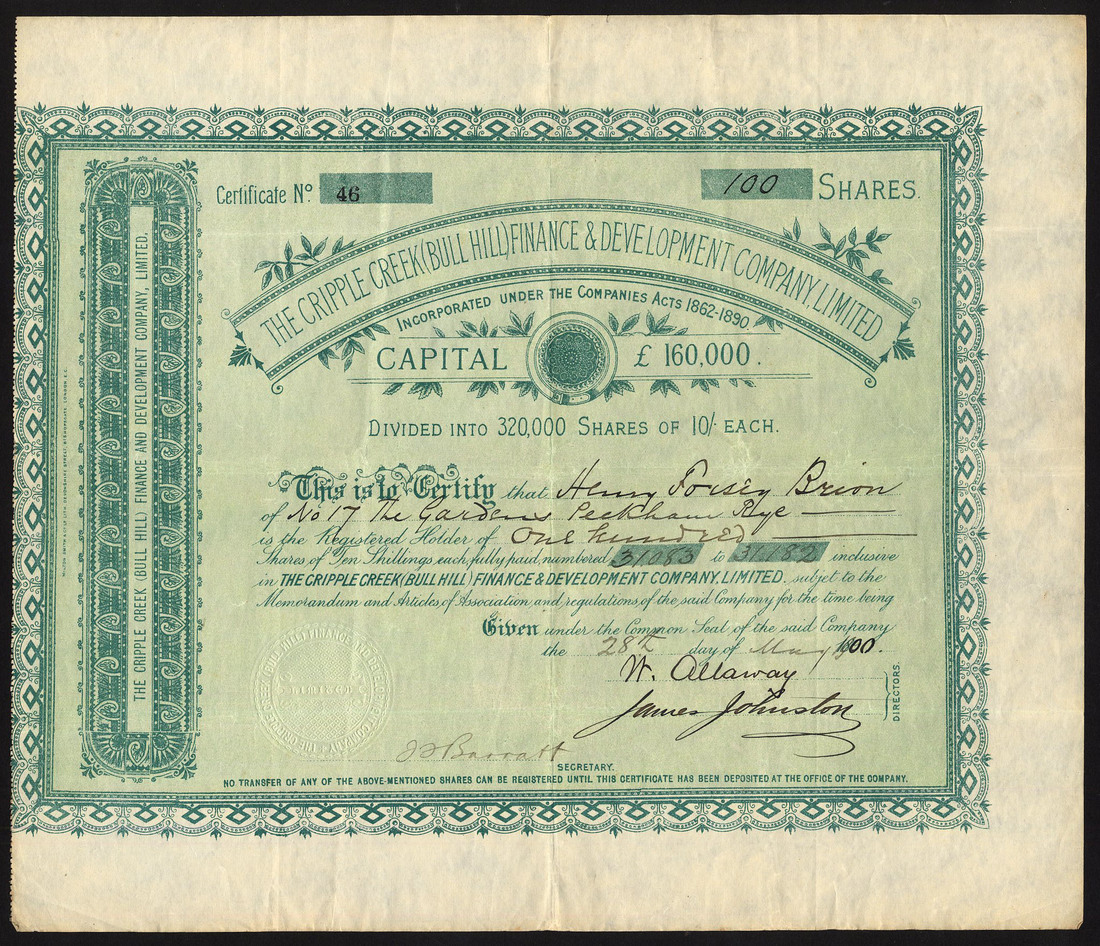 Certificate No. 46
100 SHARES.
THE CRIPPLE CREEK (BULL HILL) FINANCE & DEVELOPMENT COMPANY, LIMITED
INCORPORATED UNDER THE COMPANIES ACTS 1862-1890
CAPITAL £ 160,000.
DIVIDED INTO 320,000 SHARES OF 10/- EACH.
This is to Certify that Henry Forsey Brion
of No 17 The Gardens Peckham Rye
is the Registered Holder of One hundred
Shares of Ten Shillings each, fully paid, numbered 31083 to 31182 inclusive
in THE CRIPPLE CREEK (BULL HILL) FINANCE & DEVELOPMENT COMPANY, LIMITED, subject to the
Memorandum and Articles of Association and regulations of the said Company for the time being
Given under the Common Seal of the said Company
the 28th day of May 1900.
W. Allaway
James Johnston
DIRECTORS.
J Barratt
SECRETARY.
NO TRANSFER OF ANY OF THE ABOVE-MENTIONED SHARES CAN BE REGISTERED UNTIL THIS CERTIFICATE HAS BEEN DEPOSITED AT THE OFFICE OF THE COMPANY.
THE CRIPPLE CREEK (BULL HILL) FINANCE AND DEVELOPMENT COMPANY, LIMITED.